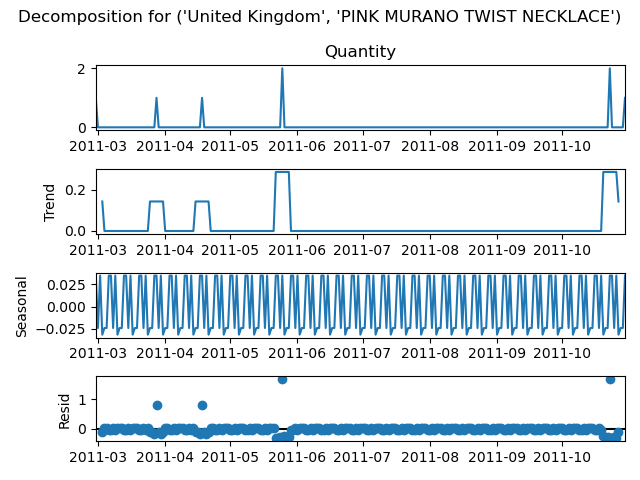 Decomposition for ('United Kingdom', 'PINK MURANO TWIST NECKLACE')
Quantity
2
0
2011-03 2011-04 2011-05 2011-06 2011-07 2011-08 2011-09 2011-10
Trend
0.2
0.0
2011-03 2011-04 2011-05 2011-06 2011-07 2011-08 2011-09 2011-10
Seasonal
0.025
0.000
−0.025
2011-03 2011-04 2011-05 2011-06 2011-07 2011-08 2011-09 2011-10
Resid
1
0
2011-03 2011-04 2011-05 2011-06 2011-07 2011-08 2011-09 2011-10